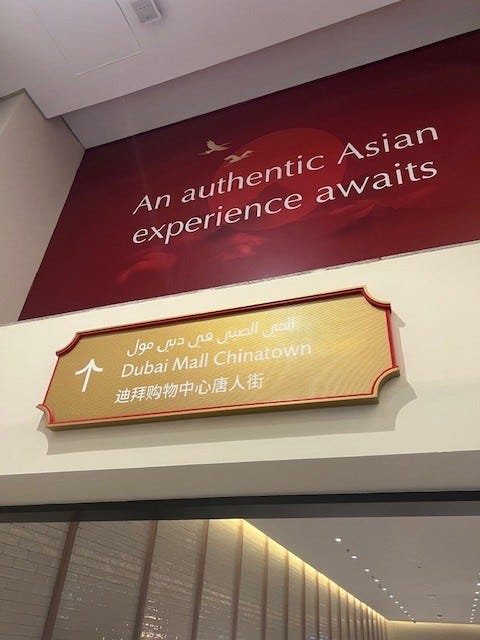 An authentic Asian
experience awaits
الحي الصيني في دبي مول
Dubai Mall Chinatown
迪拜购物中心唐人街